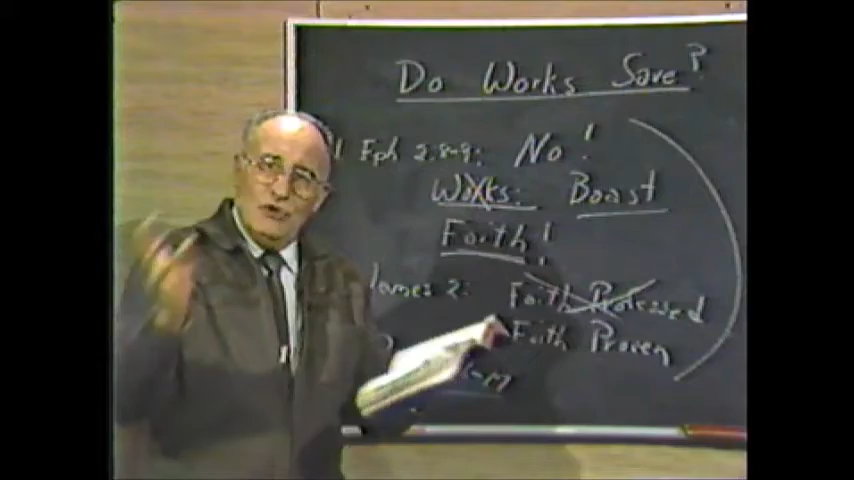 Do Works Save?
Eph 2:8-9: No!
Works: Boast
Faith!
James 2: Faith Professed
Faith Proven